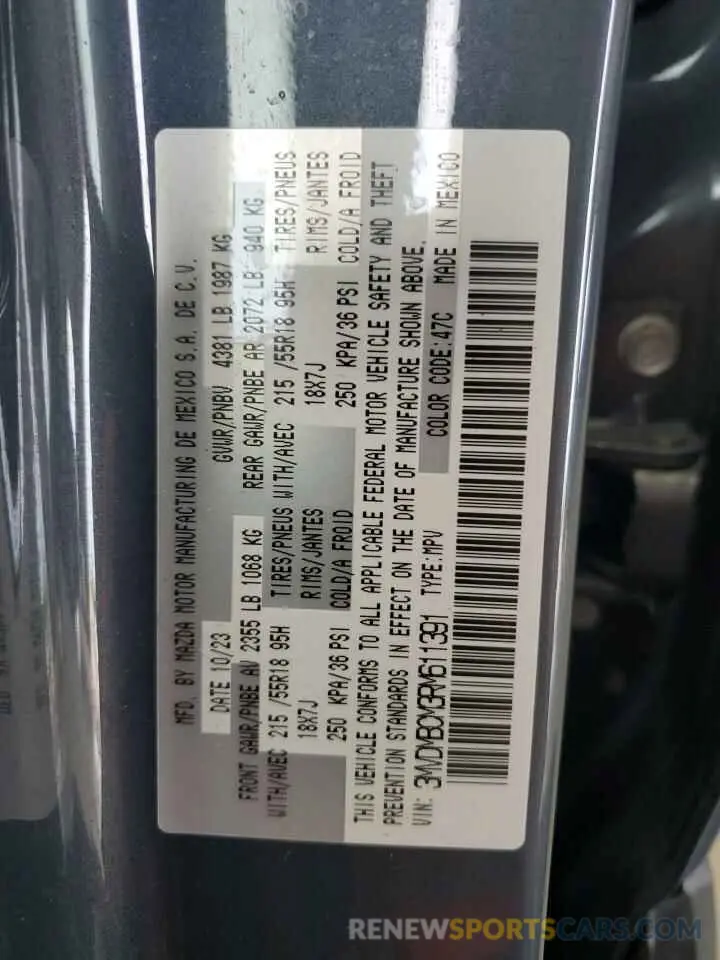 MFD. BY MAZDA MOTOR MANUFACTURING DE MEXICO S.A. DE C.V.
DATE 10/23 GVWR/PNBV 4381 LB 1987 KG
FRONT GAWR/PNBE AV 2355 LB 1068 KG REAR GAWR/PNBE AR 2072 LB 940 KG
WITH/AVEC 215 /55R18 95H TIRES/PNEUS WITH/AVEC 215 /55R18 95H TIRES/PNEUS
18X7J RIMS/JANTES 18X7J RIMS/JANTES
250 KPA/36 PSI COLD/A FROID 250 KPA/36 PSI COLD/A FROID
THIS VEHICLE CONFORMS TO ALL APPLICABLE FEDERAL MOTOR VEHICLE SAFETY AND THEFT
PREVENTION STANDARDS IN EFFECT ON THE DATE OF MANUFACTURE SHOWN ABOVE.
VIN: 3MVDMBCM3RM611391 TYPE:MPV COLOR CODE:47C MADE IN MEXICO
RENEWSPORTSCARS.COM